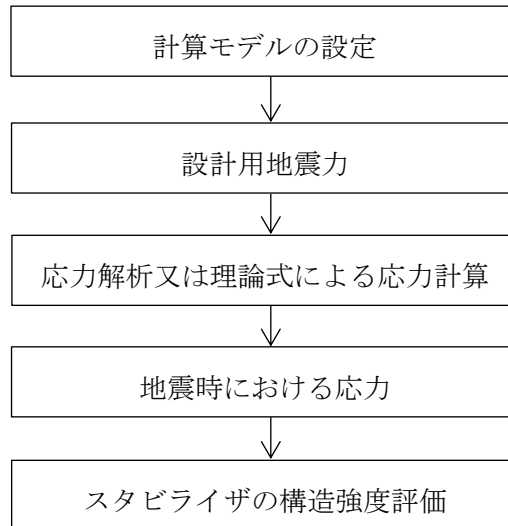 計算モデルの設定
設計用地震力
応力解析又は理論式による応力計算
地震時における応力
スタビライザの構造強度評価